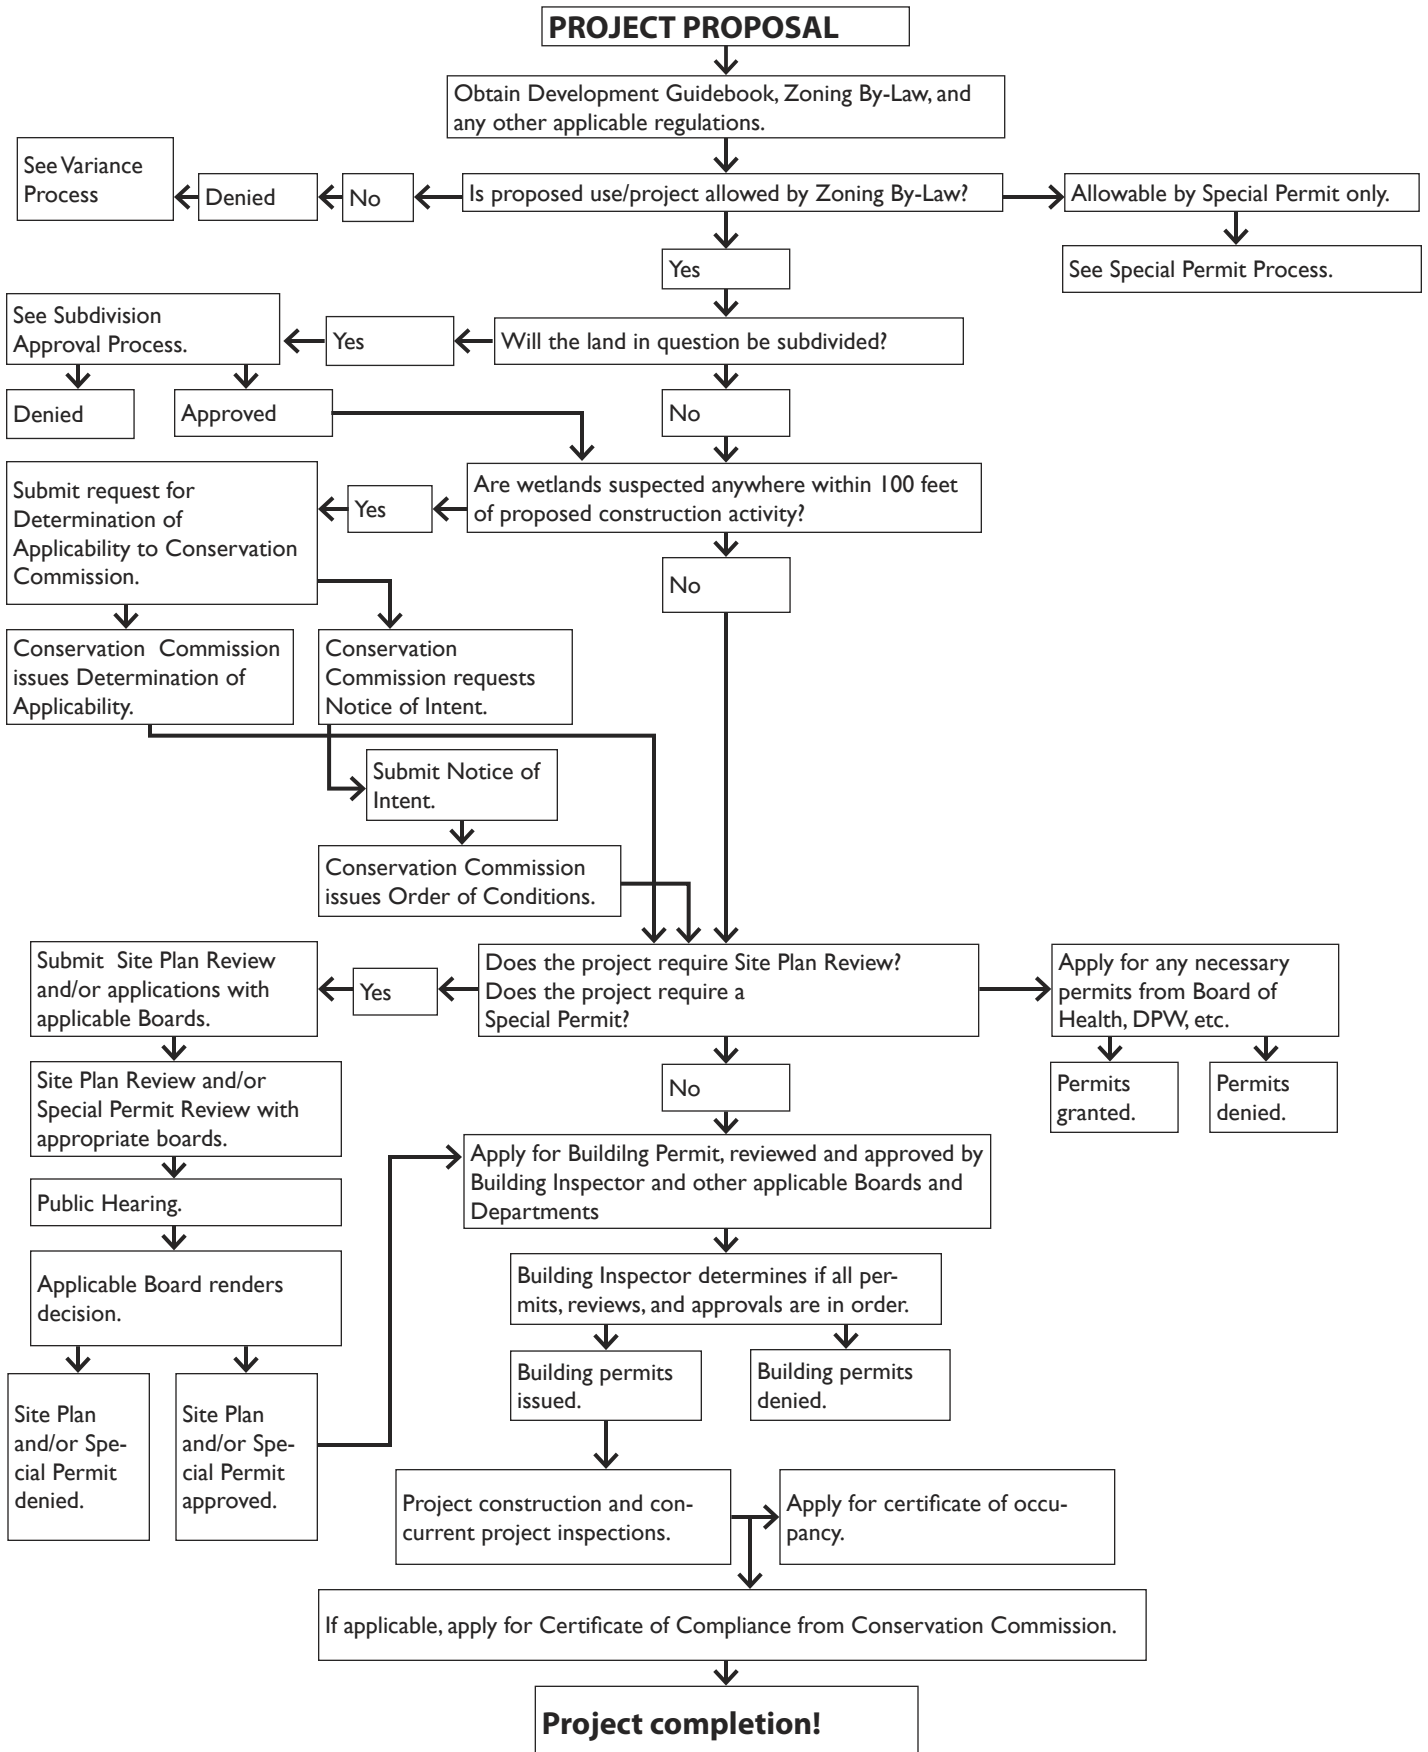 PROJECT PROPOSAL
Obtain Development Guidebook, Zoning By-Law, and
any other applicable regulations.
See Variance
Process
Denied
No
Is proposed use/project allowed by Zoning By-Law?
Allowable by Special Permit only.
Yes
See Special Permit Process.
See Subdivision
Approval Process.
Yes
Will the land in question be subdivided?
Denied
Approved
No
Submit request for
Determination of
Applicability to Conservation
Commission.
Yes
Are wetlands suspected anywhere within 100 feet
of proposed construction activity?
No
Conservation Commission
issues Determination of
Applicability.
Conservation
Commission requests
Notice of Intent.
Submit Notice of
Intent.
Conservation Commission
issues Order of Conditions.
Submit Site Plan Review
and/or applications with
applicable Boards.
Yes
Does the project require Site Plan Review?
Does the project require a
Special Permit?
Apply for any necessary
permits from Board of
Health, DPW, etc.
Site Plan Review and/or
Special Permit Review with
appropriate boards.
No
Permits
granted.
Permits
denied.
Public Hearing.
Apply for Builidlng Permit, reviewed and approved by
Building Inspector and other applicable Boards and
Departments
Applicable Board renders
decision.
Building Inspector determines if all per-
mits, reviews, and approvals are in order.
Building permits
issued.
Building permits
denied.
Site Plan
and/or Spe-
cial Permit
denied.
Site Plan
and/or Spe-
cial Permit
approved.
Project construction and con-
current project inspections.
Apply for certificate of occu-
pancy.
If applicable, apply for Certificate of Compliance from Conservation Commission.
Project completion!